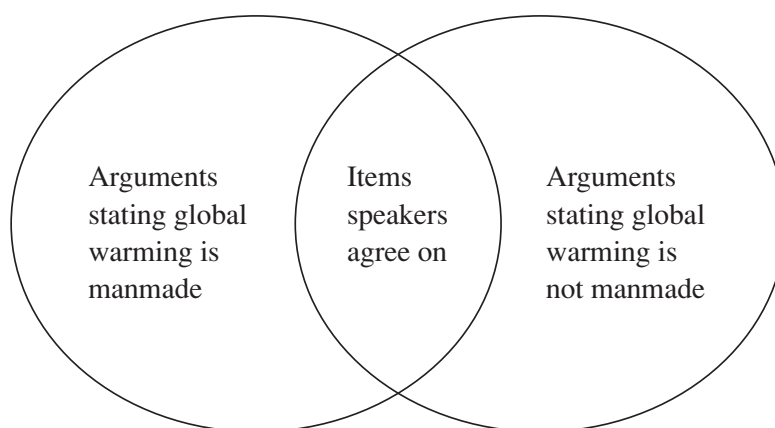 Arguments
stating global
warming is
manmade
Items
speakers
agree on
Arguments
stating global
warming is
not manmade